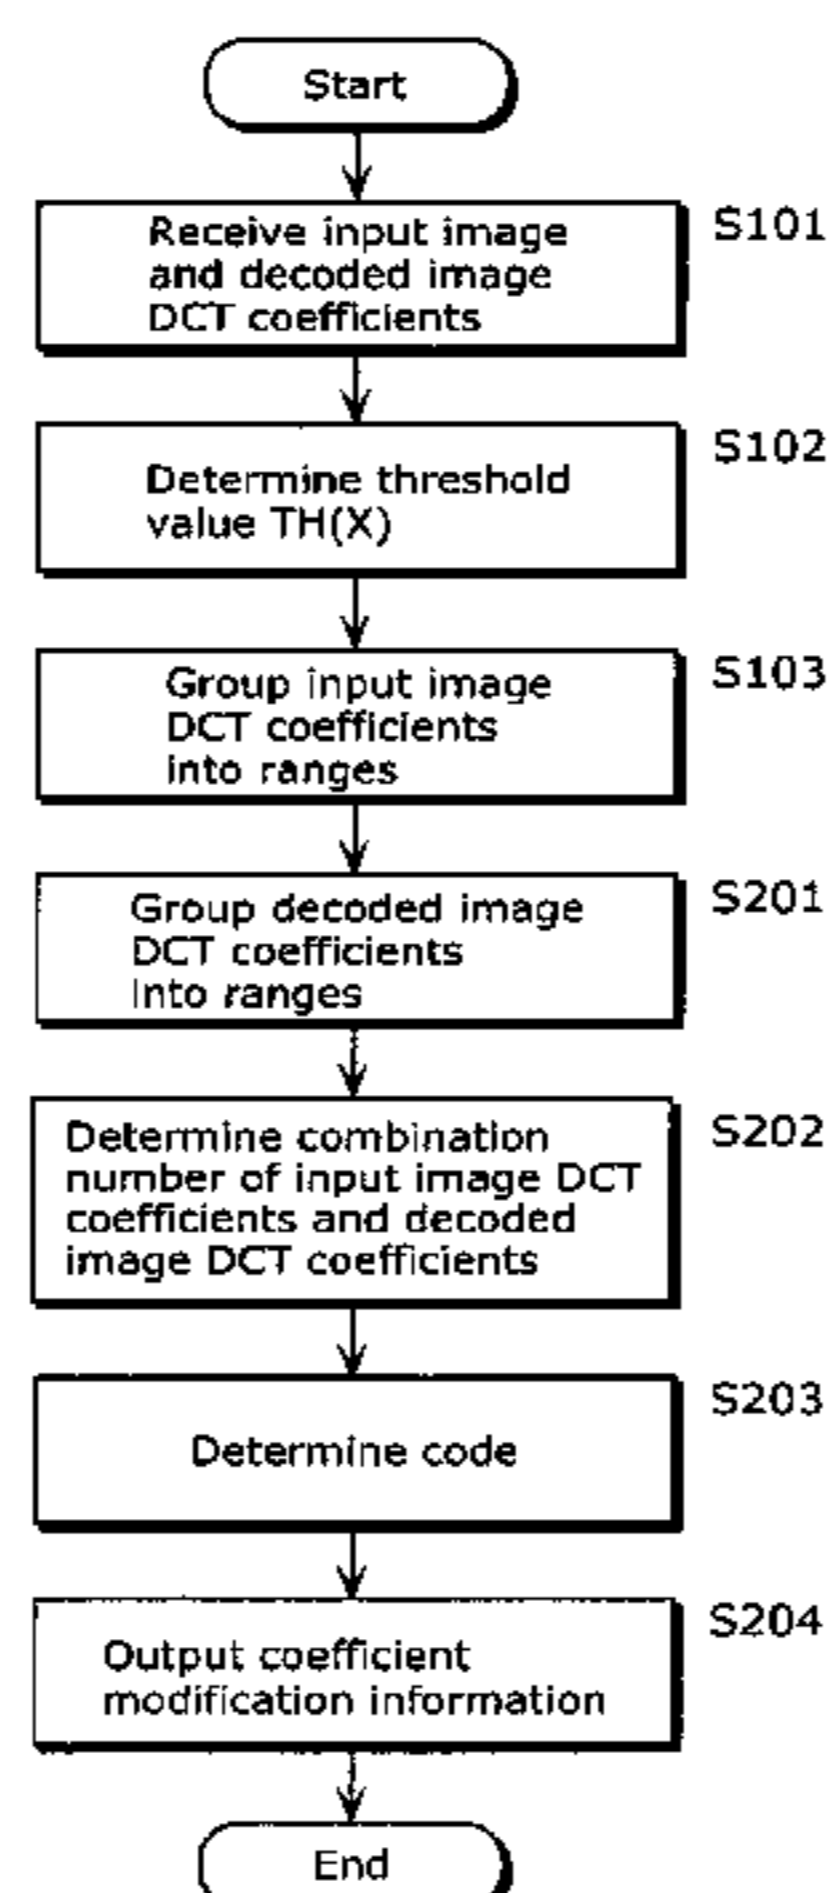 Start
Receive input image
and decoded image
DCT coefficients
S101
Determine threshold
value TH(X)
S102
Group input image
DCT coefficients
into ranges
S103
Group decoded image
DCT coefficients
into ranges
S201
Determine combination
number of input image DCT
coefficients and decoded
image DCT coefficients
S202
Determine code
S203
Output coefficient
modification information
S204
End